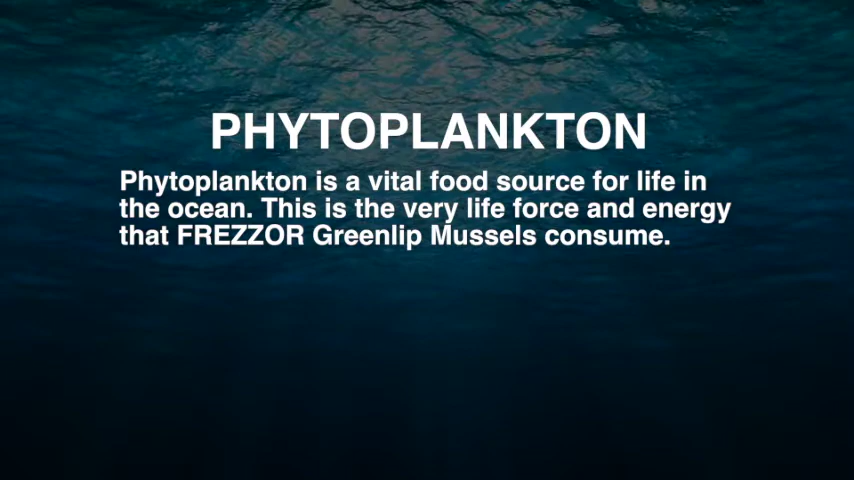 PHYTOPLANKTON
Phytoplankton is a vital food source for life in
the ocean. This is the very life force and energy
that FREZZOR Greenlip Mussels consume.